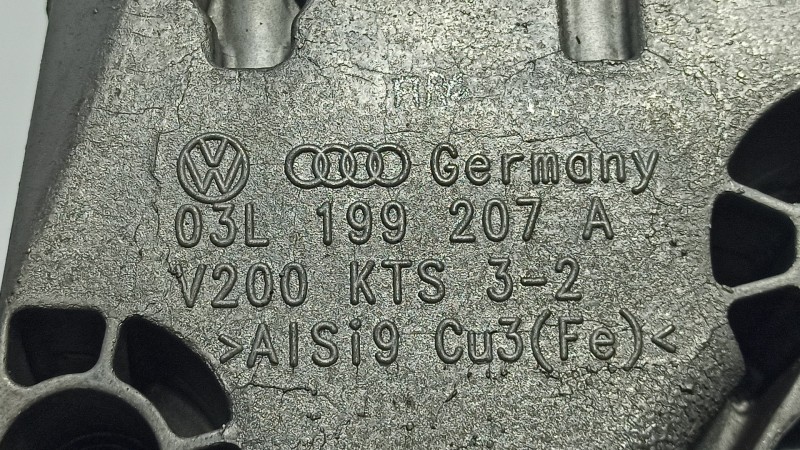 Germany
03L 199 207 A
V200 KTS 3-2
>AlSi9 Cu3(Fe)<